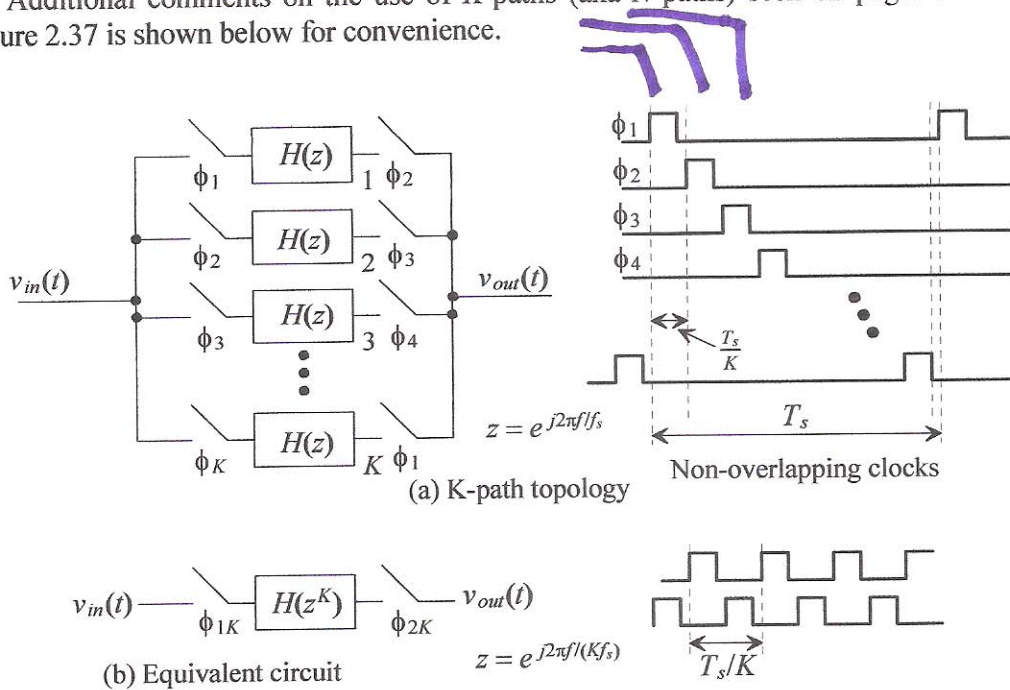 ure 2.37 is shown below for convenience.
ϕ1
H(z)
1 ϕ2
ϕ2
H(z)
2 ϕ3
vin(t)
vout(t)
ϕ3
H(z)
3 ϕ4
ϕK
H(z)
K ϕ1
z = e^j2πf/fs
(a) K-path topology
ϕ1
ϕ2
ϕ3
ϕ4
Ts/K
Ts
Non-overlapping clocks
vin(t)
ϕ1K
H(z^K)
ϕ2K
vout(t)
z = e^j2πf/(Kfs)
Ts/K
(b) Equivalent circuit